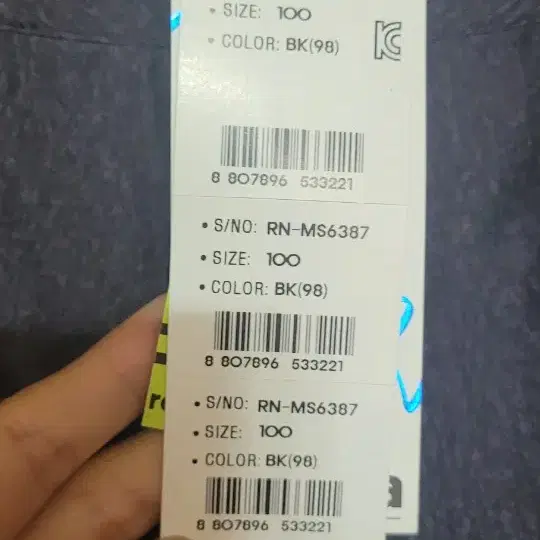 • SIZE: 100
• COLOR: BK(98)
8 807896 533221
• S/NO: RN-MS6387
• SIZE: 100
• COLOR: BK(98)
8 807896 533221
• S/NO: RN-MS6387
• SIZE: 100
• COLOR: BK(98)
8 807896 533221